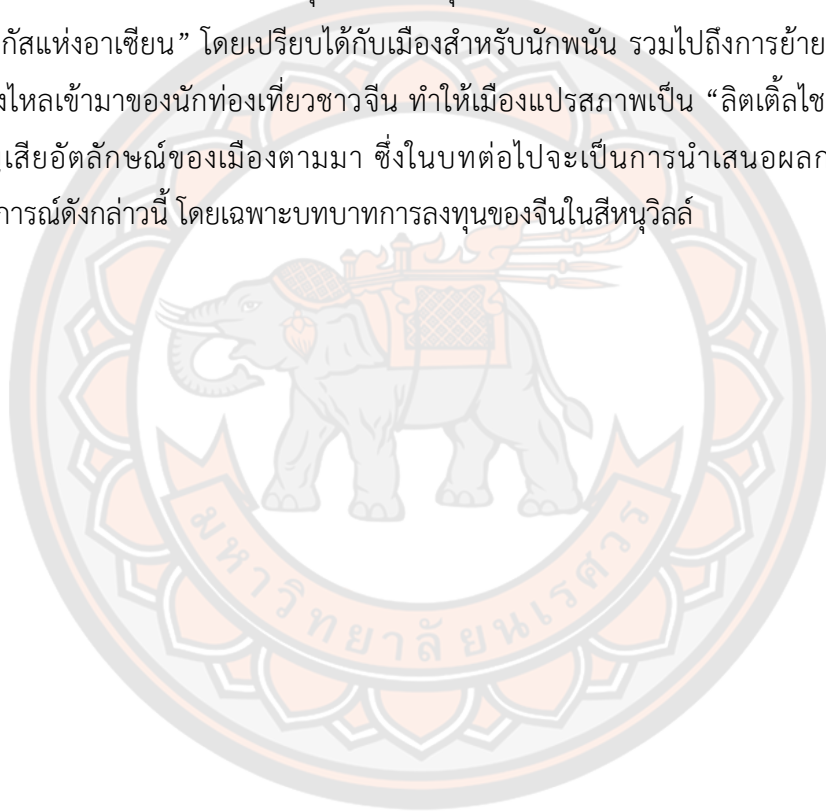 กัสแห่งอาเซียน” โดยเปรียบได้กับเมืองสำหรับนักพนัน รวมไปถึงการย้าย
งไหลเข้ามาของนักท่องเที่ยวชาวจีน ทำให้เมืองแปรสภาพเป็น “ลิตเติ้ลไช
เสียอัตลักษณ์ของเมืองตามมา ซึ่งในบทต่อไปจะเป็นการนำเสนอผลก
การณ์ดังกล่าวนี้ โดยเฉพาะบทบาทการลงทุนของจีนในสีหนุวิลล์
มหาวิทยาลัยนเรศวร